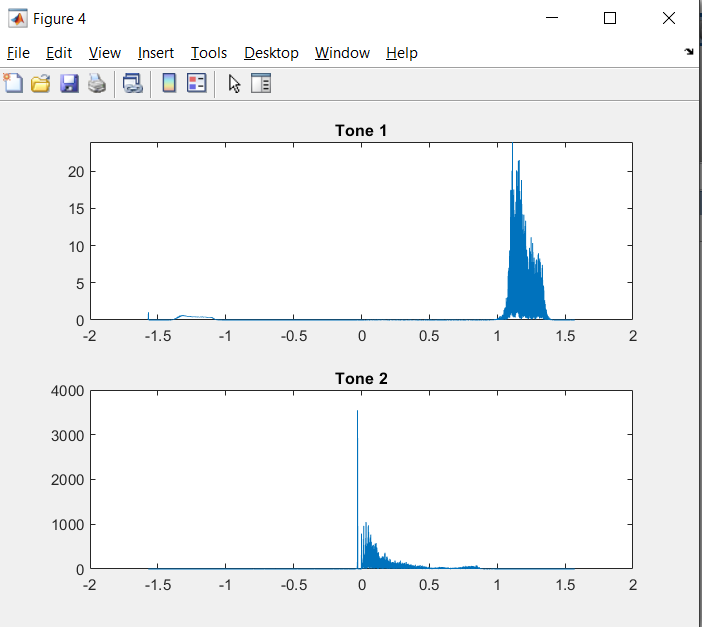 Figure 4
File Edit View Insert Tools Desktop Window Help
Tone 1
20
15
10
5
0
-2 -1.5 -1 -0.5 0 0.5 1 1.5 2
Tone 2
4000
3000
2000
1000
0
-2 -1.5 -1 -0.5 0 0.5 1 1.5 2